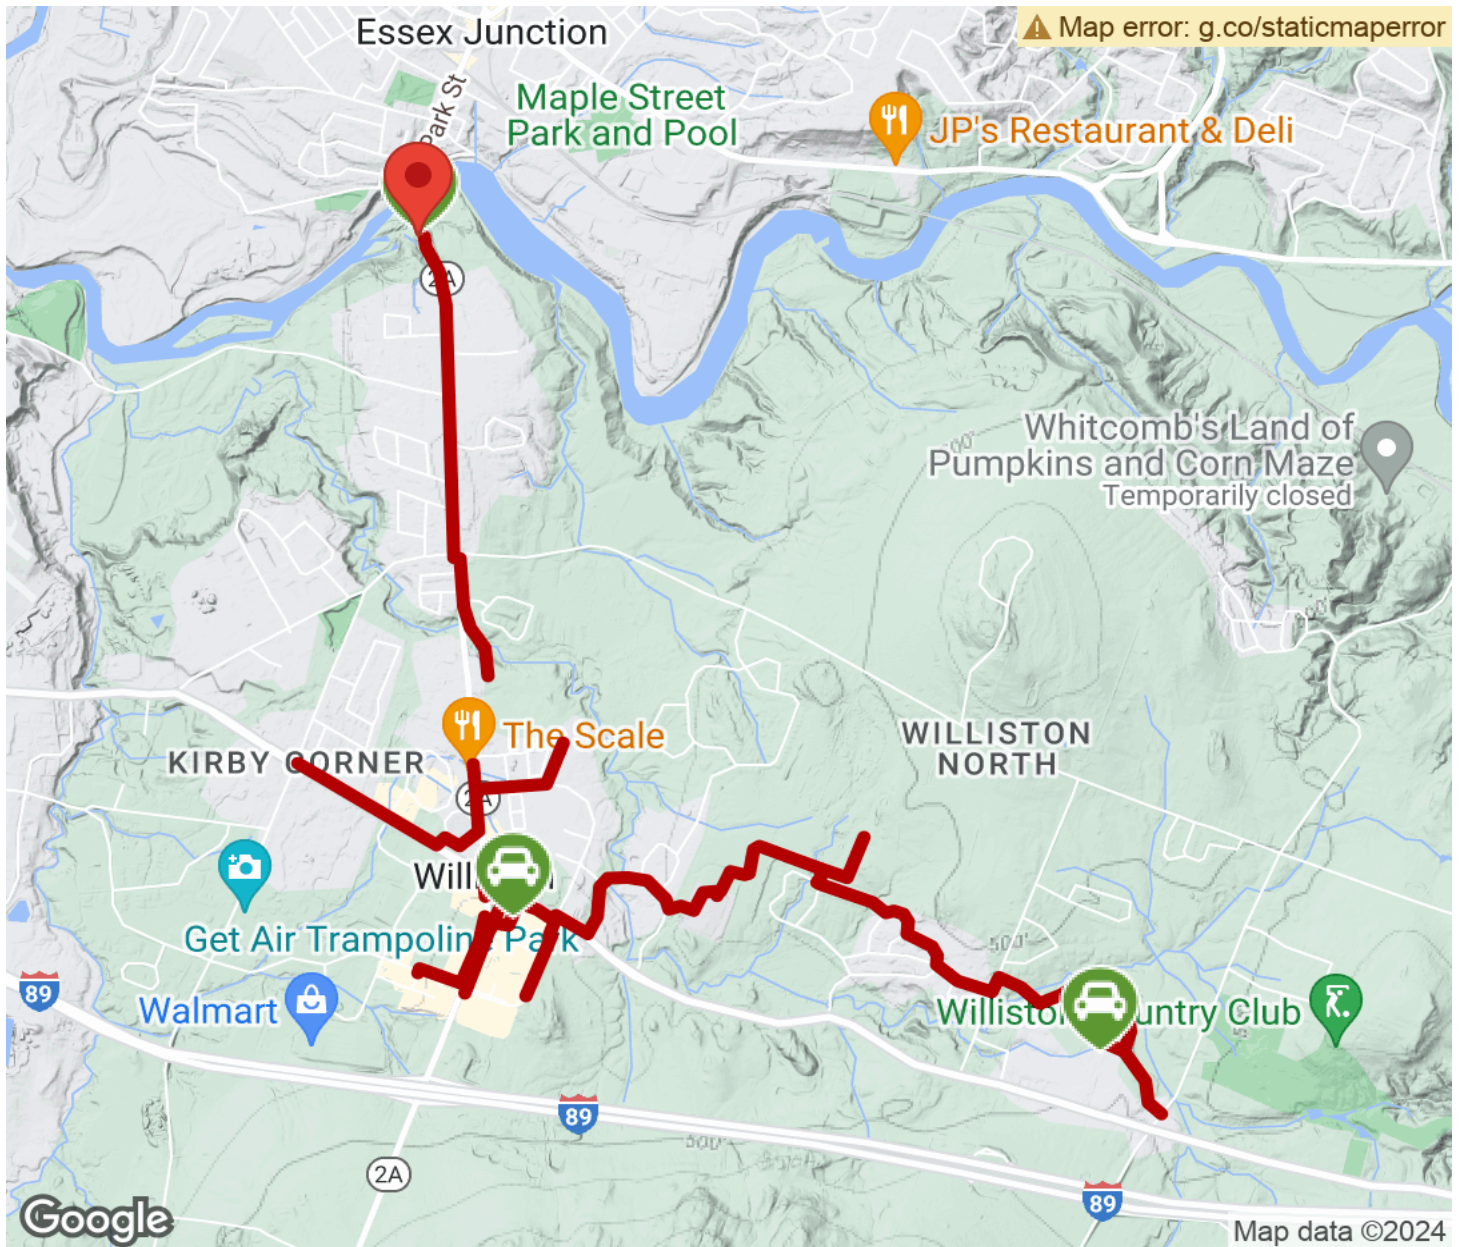 Essex Junction
Map error: g.co/staticmaperror
Park St
Maple Street
Park and Pool
JP's Restaurant & Deli
2A
Whitcomb's Land of
Pumpkins and Corn Maze
Temporarily closed
The Scale
WILLISTON
NORTH
KIRBY CORNER
2A
500'
Get Air Trampoline Park
89
Walmart
Williston Country Club
89
500'
2A
89
Google
Map data ©2024